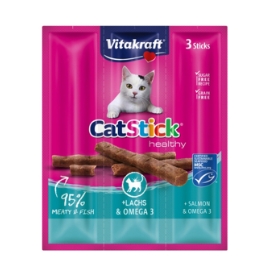 Vitakraft
3 Sticks
CatStick
healthy
95%
MEATY & FISH
+LACHS
& OMEGA 3
+ SALMON
& OMEGA 3